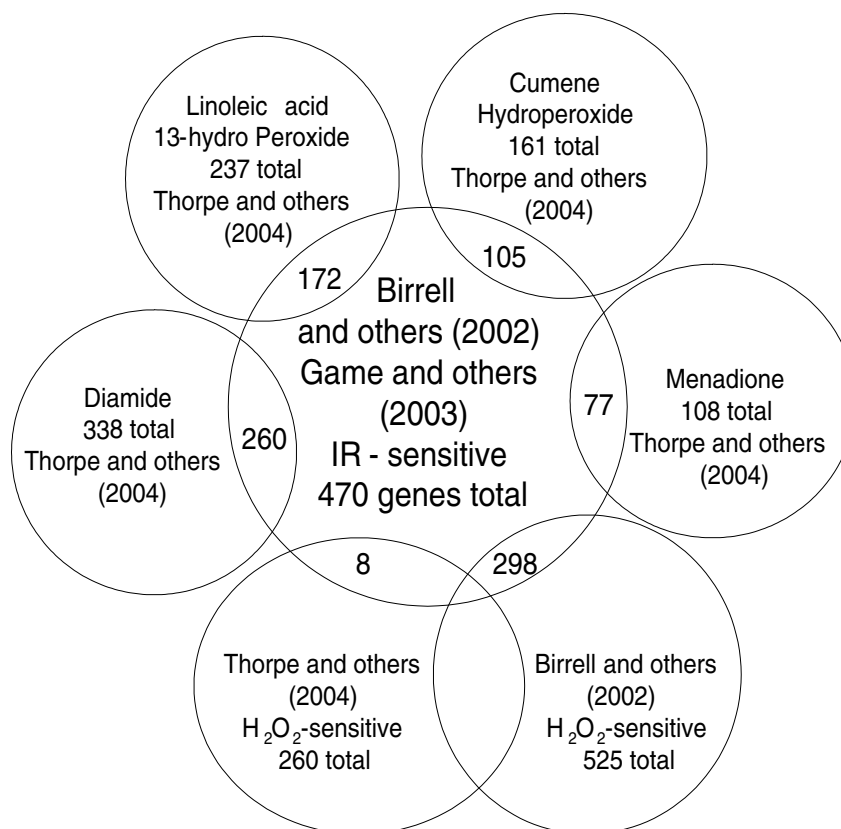 Linoleic acid
13-hydro Peroxide
237 total
Thorpe and others
(2004)
Cumene
Hydroperoxide
161 total
Thorpe and others
(2004)
172
105
Birrell
and others (2002)
Game and others
(2003)
IR - sensitive
470 genes total
Diamide
338 total
Thorpe and others
(2004)
260
77
Menadione
108 total
Thorpe and others
(2004)
8
298
Thorpe and others
(2004)
H₂O₂-sensitive
260 total
Birrell and others
(2002)
H₂O₂-sensitive
525 total